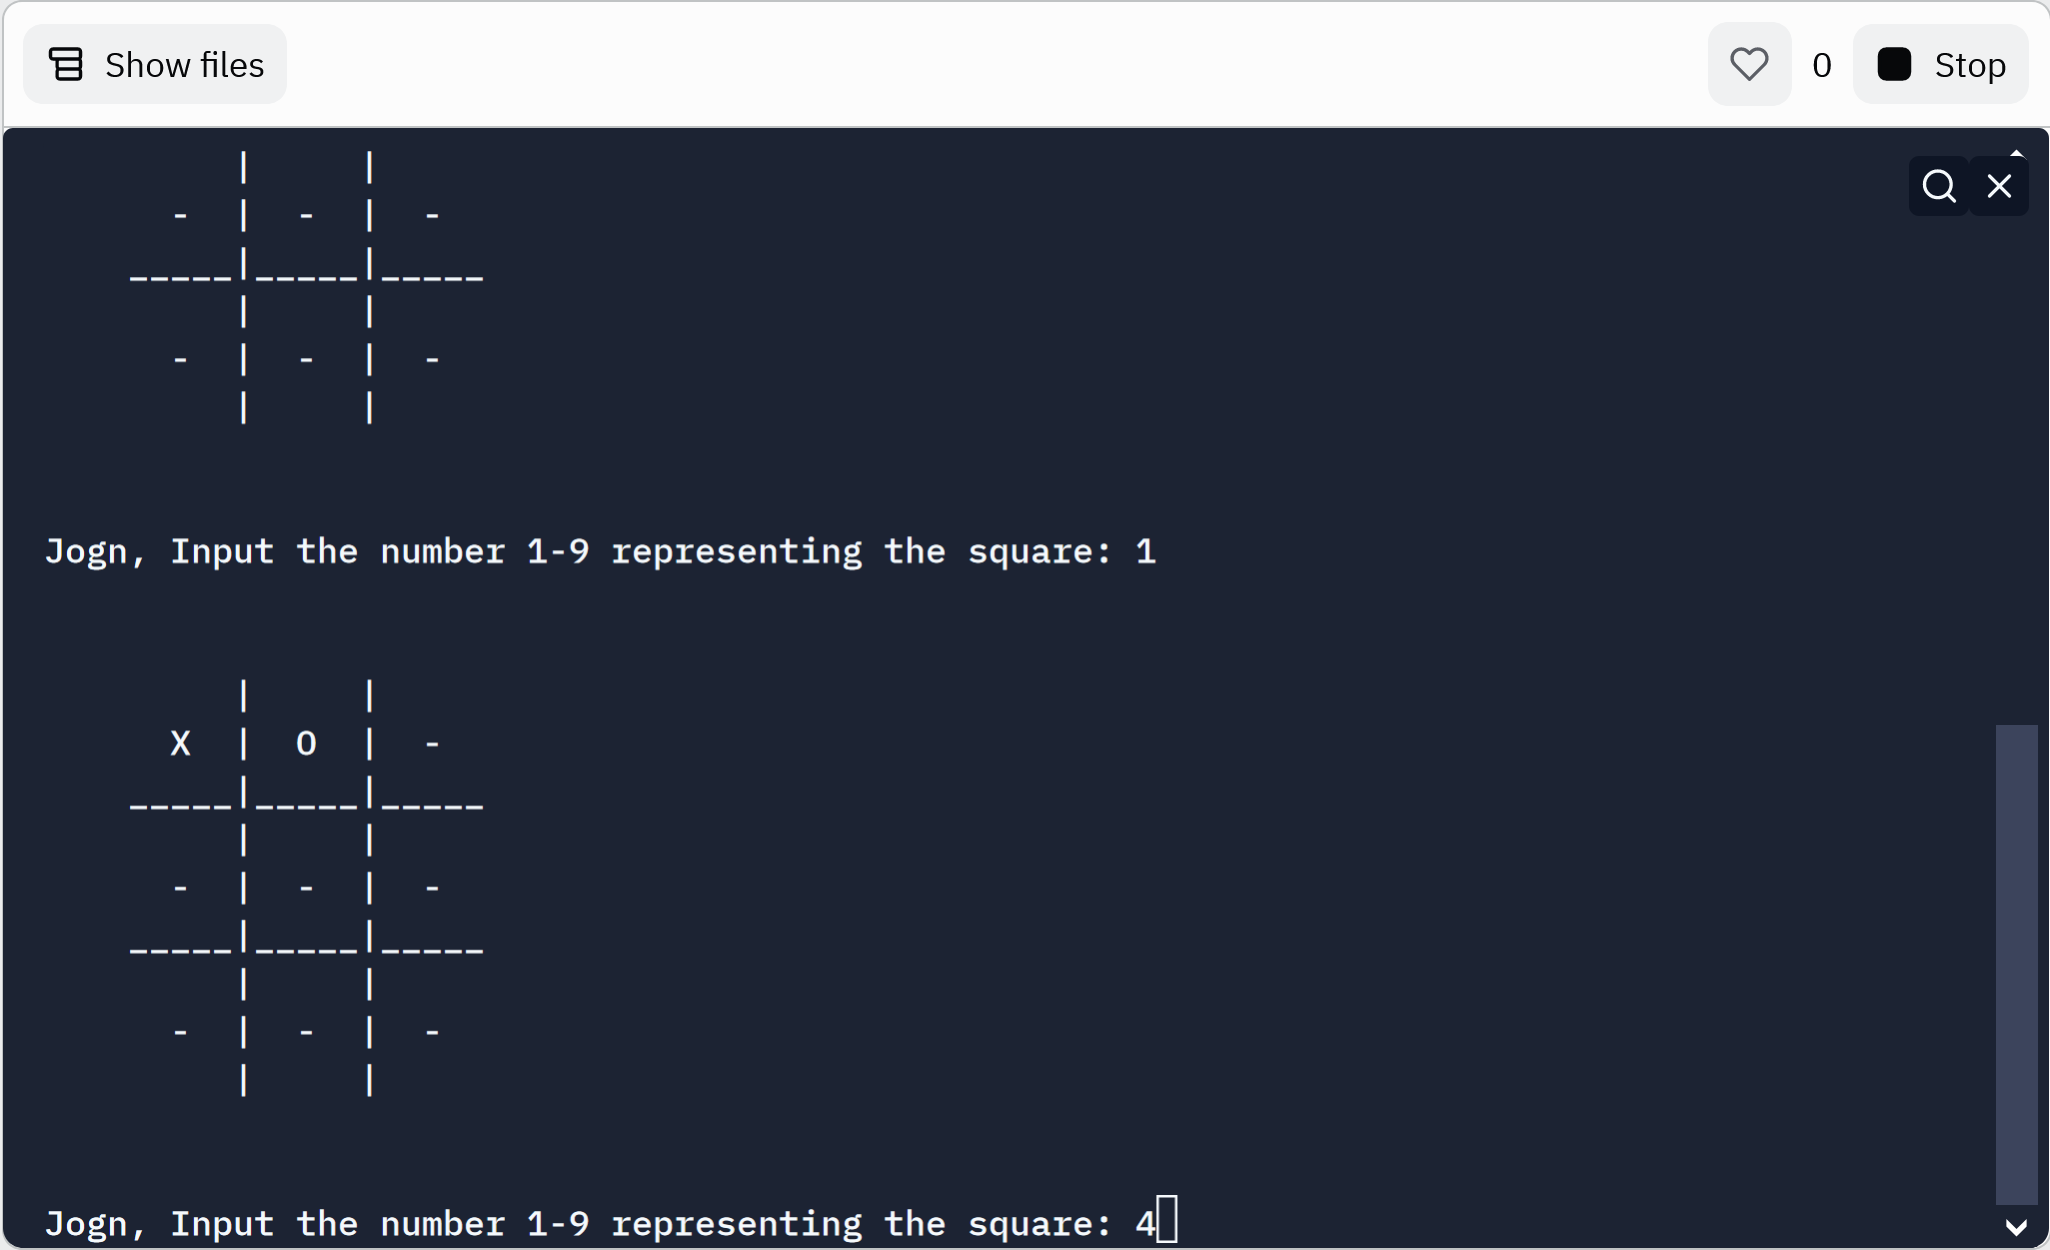 Show files
0 Stop
| |
- | - | -
_____|_____|_____
| |
- | - | -
| |
Jogn, Input the number 1-9 representing the square: 1
| |
X | O | -
_____|_____|_____
| |
- | - | -
_____|_____|_____
| |
- | - | -
| |
Jogn, Input the number 1-9 representing the square: 4